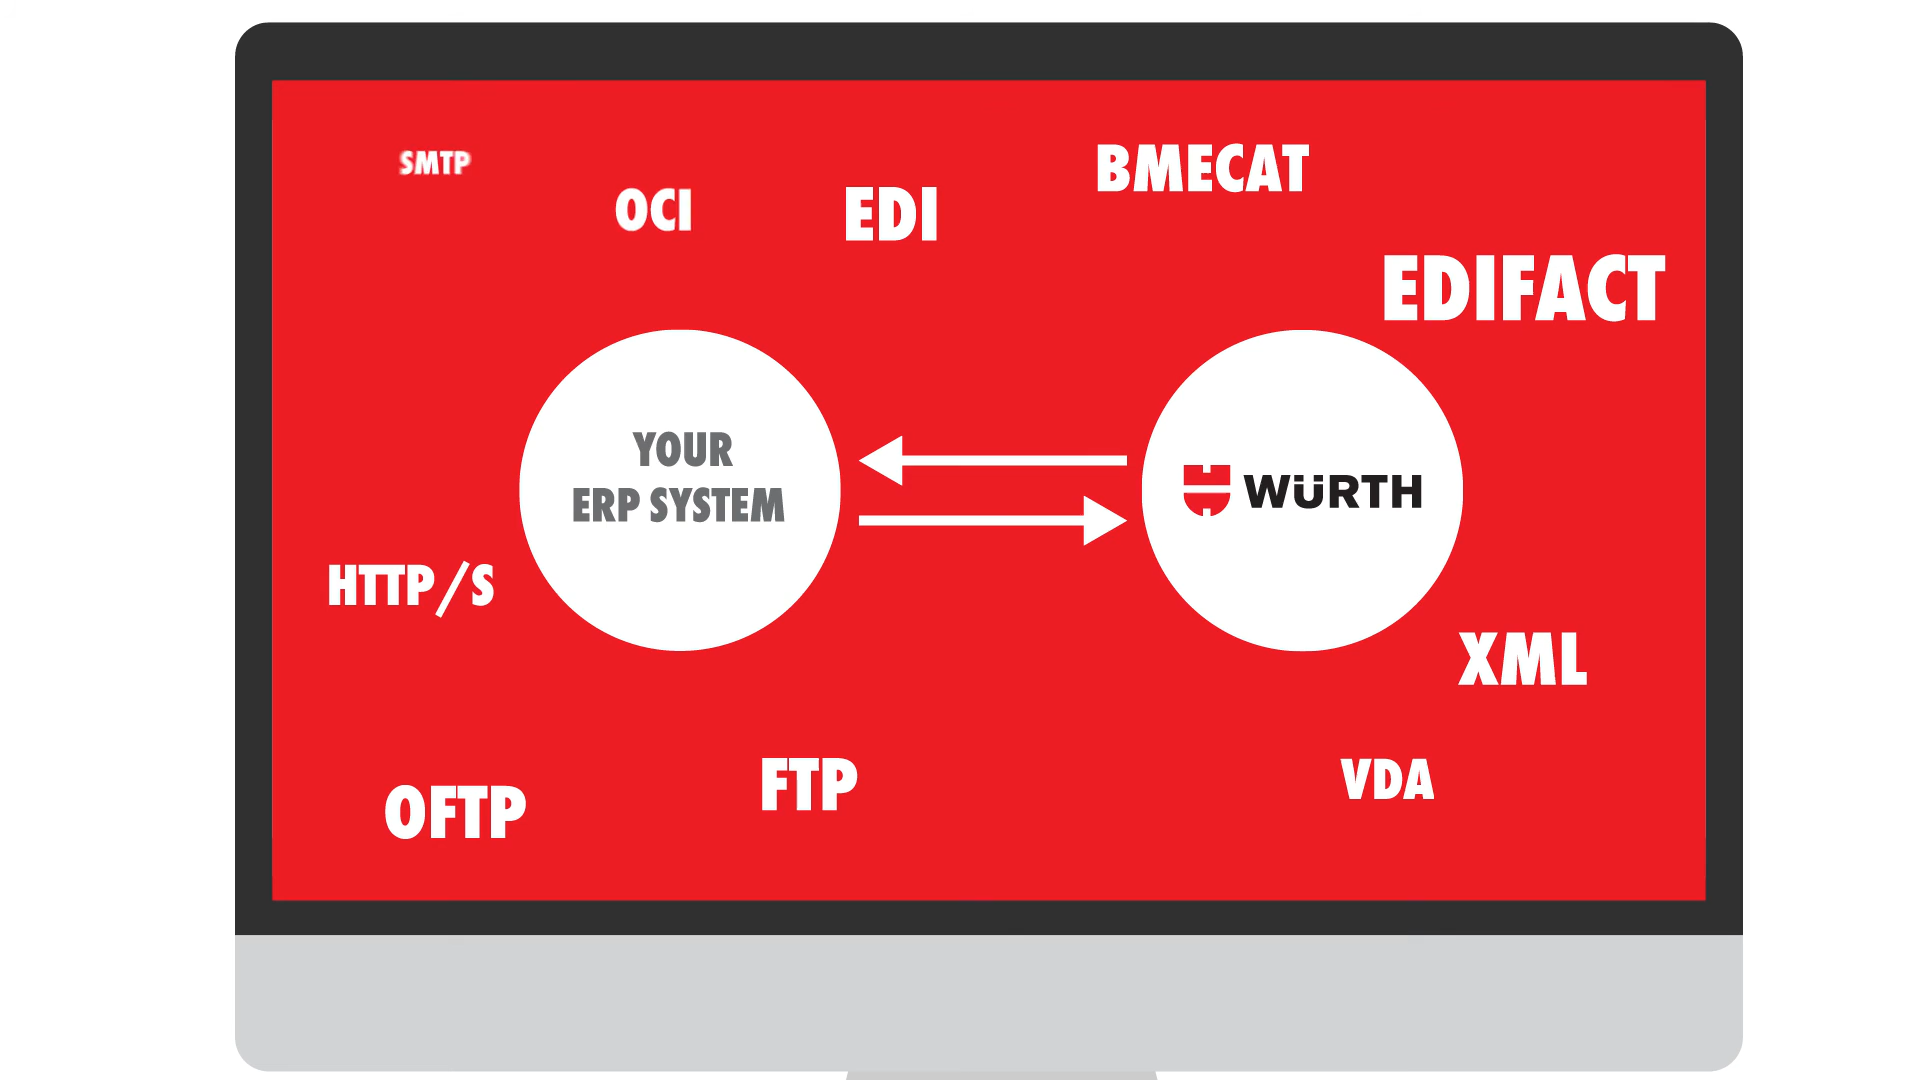 SMTP
OCI
EDI
BMECAT
EDIFACT
YOUR
ERP SYSTEM
WÜRTH
HTTP/S
XML
OFTP
FTP
VDA